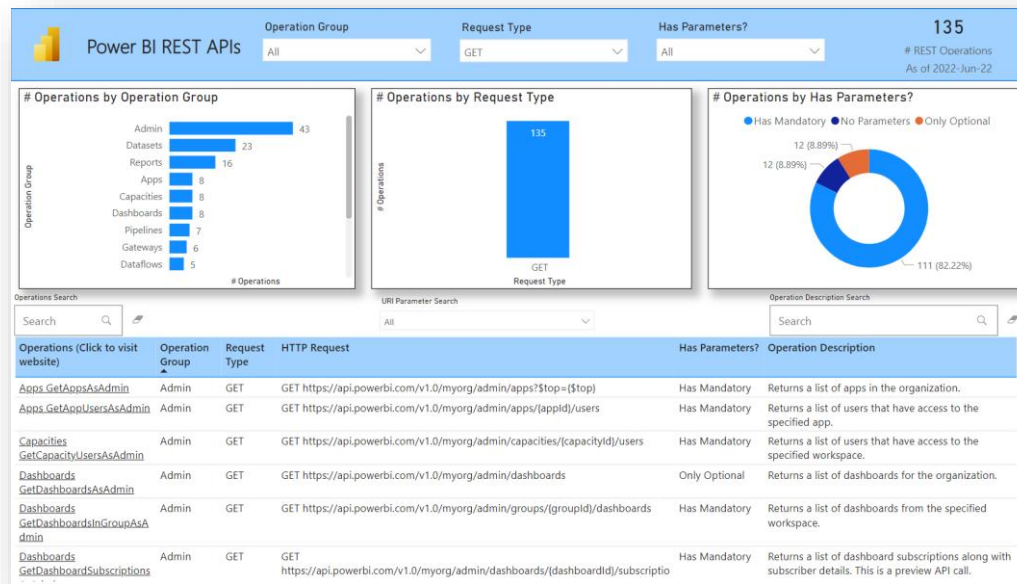 Power BI REST APIs
Operation Group
All
Request Type
GET
Has Parameters?
All
135
# REST Operations
As of 2022-Jun-22
# Operations by Operation Group
Operation Group
Admin 43
Datasets 23
Reports 16
Apps 8
Capacities 8
Dashboards 8
Pipelines 7
Gateways 6
Dataflows 5
# Operations
# Operations by Request Type
# Operations
135
GET
Request Type
# Operations by Has Parameters?
Has Mandatory No Parameters Only Optional
12 (8.89%)
12 (8.89%)
111 (82.22%)
Operations Search
Search
URI Parameter Search
All
Operation Description Search
Search
Operations (Click to visit
website)
Operation
Group
Request
Type
HTTP Request
Has Parameters?
Operation Description
Apps GetAppsAsAdmin
Admin
GET
GET https://api.powerbi.com/v1.0/myorg/admin/apps?$top={$top}
Has Mandatory
Returns a list of apps in the organization.
Apps GetAppUsersAsAdmin
Admin
GET
GET https://api.powerbi.com/v1.0/myorg/admin/apps/{appId}/users
Has Mandatory
Returns a list of users that have access to the
specified app.
Capacities
GetCapacityUsersAsAdmin
Admin
GET
GET https://api.powerbi.com/v1.0/myorg/admin/capacities/{capacityId}/users
Has Mandatory
Returns a list of users that have access to the
specified workspace.
Dashboards
GetDashboardsAsAdmin
Admin
GET
GET https://api.powerbi.com/v1.0/myorg/admin/dashboards
Only Optional
Returns a list of dashboards for the organization.
Dashboards
GetDashboardsInGroupAsA
dmin
Admin
GET
GET https://api.powerbi.com/v1.0/myorg/admin/groups/{groupId}/dashboards
Has Mandatory
Returns a list of dashboards from the specified
workspace.
Dashboards
GetDashboardSubscriptions
Admin
GET
GET
https://api.powerbi.com/v1.0/myorg/admin/dashboards/{dashboardId}/subscriptio
Has Mandatory
Returns a list of dashboard subscriptions along with
subscriber details. This is a preview API call.